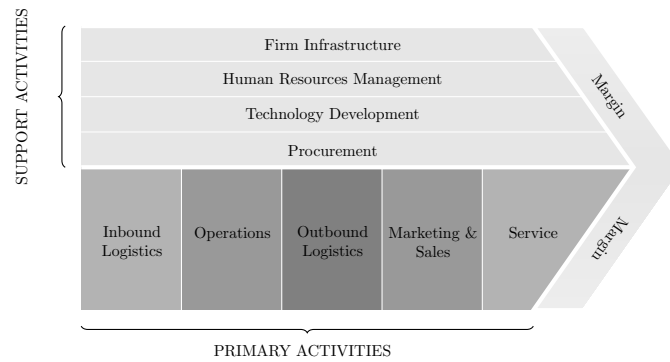 SUPPORT ACTIVITIES
Firm Infrastructure
Human Resources Management
Technology Development
Procurement
Margin
Inbound
Logistics
Operations
Outbound
Logistics
Marketing &
Sales
Service
Margin
PRIMARY ACTIVITIES